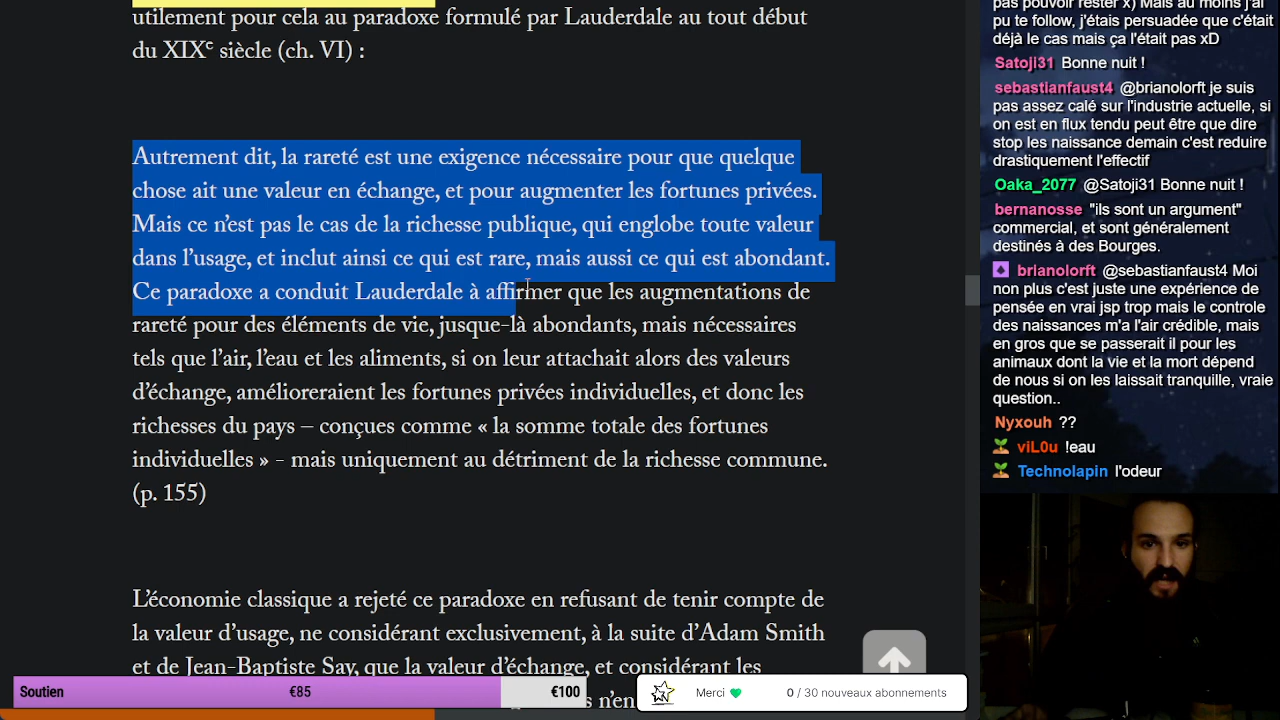 utilement pour cela au paradoxe formulé par Lauderdale au tout début
du XIXe siècle (ch. VI) :
Autrement dit, la rareté est une exigence nécessaire pour que quelque
chose ait une valeur en échange, et pour augmenter les fortunes privées.
Mais ce n’est pas le cas de la richesse publique, qui englobe toute valeur
dans l’usage, et inclut ainsi ce qui est rare, mais aussi ce qui est abondant.
Ce paradoxe a conduit Lauderdale à affirmer que les augmentations de
rareté pour des éléments de vie, jusque-là abondants, mais nécessaires
tels que l’air, l’eau et les aliments, si on leur attachait alors des valeurs
d’échange, amélioreraient les fortunes privées individuelles, et donc les
richesses du pays – conçues comme « la somme totale des fortunes
individuelles » - mais uniquement au détriment de la richesse commune.
(p. 155)
L’économie classique a rejeté ce paradoxe en refusant de tenir compte de
la valeur d’usage, ne considérant exclusivement, à la suite d’Adam Smith
et de Jean-Baptiste Say, que la valeur d’échange, et considérant les
n’en
Soutien €85 €100
Merci 0 / 30 nouveaux abonnements
pas pouvoir rester x) Mais au moins j'ai
pu te follow, j'étais persuadée que c'était
déjà le cas mais ça l'était pas xD
Satoji31 Bonne nuit !
sebastianfaust4 @brianolorft je suis
pas assez calé sur l'industrie actuelle, si
on est en flux tendu peut être que dire
stop les naissance demain c'est reduire
drastiquement l'effectif
Oaka_2077 @Satoji31 Bonne nuit !
bernanosse "ils sont un argument"
commercial, et sont généralement
destinés à des Bourges.
brianolorft @sebastianfaust4 Moi
non plus c'est juste une expérience de
pensée en vrai jsp trop mais le controle
des naissances m'a l'air crédible, mais
en gros que se passerait il pour les
animaux dont la vie et la mort dépend
de nous si on les laissait tranquille, vraie
question..
Nyxouh ??
viL0u !eau
Technolapin l'odeur